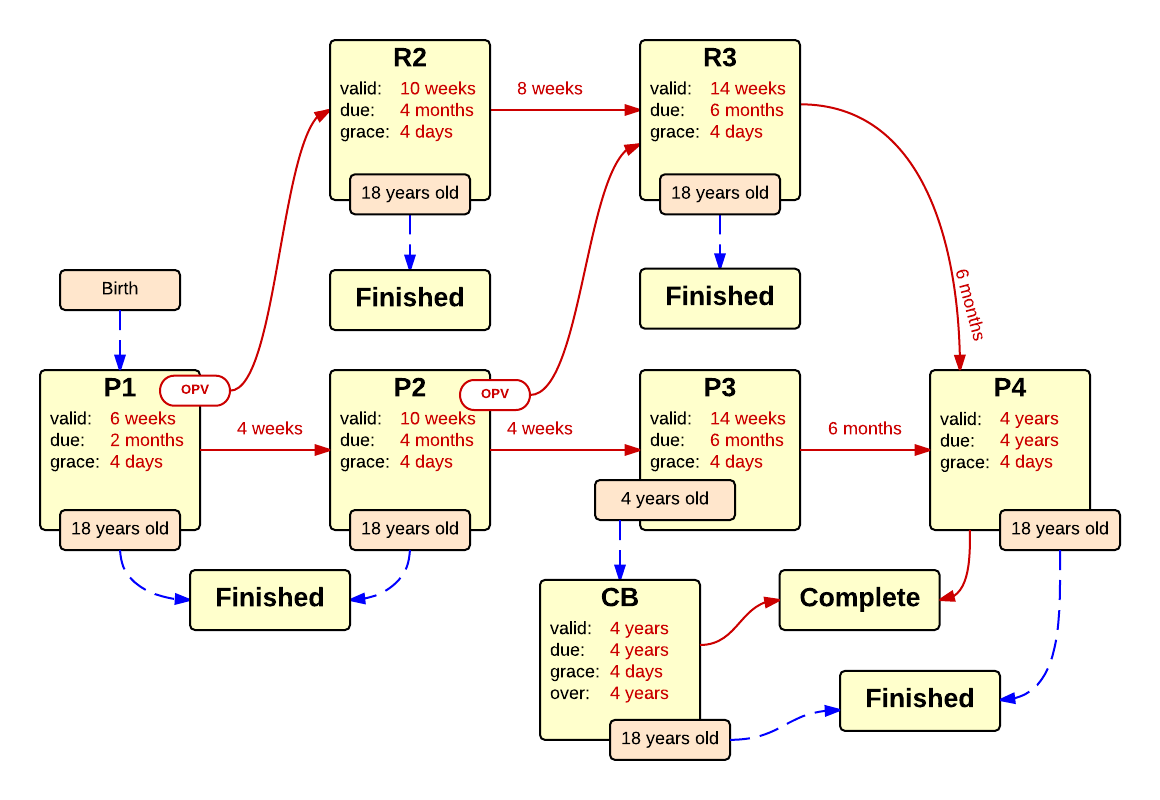 R2
valid: 10 weeks
due: 4 months
grace: 4 days
18 years old
8 weeks
R3
valid: 14 weeks
due: 6 months
grace: 4 days
18 years old
Finished
Finished
6 months
Birth
P1
valid: 6 weeks
due: 2 months
grace: 4 days
18 years old
OPV
4 weeks
P2
valid: 10 weeks
due: 4 months
grace: 4 days
18 years old
OPV
4 weeks
P3
valid: 14 weeks
due: 6 months
grace: 4 days
4 years old
6 months
P4
valid: 4 years
due: 4 years
grace: 4 days
18 years old
Finished
CB
valid: 4 years
due: 4 years
grace: 4 days
over: 4 years
18 years old
Complete
Finished